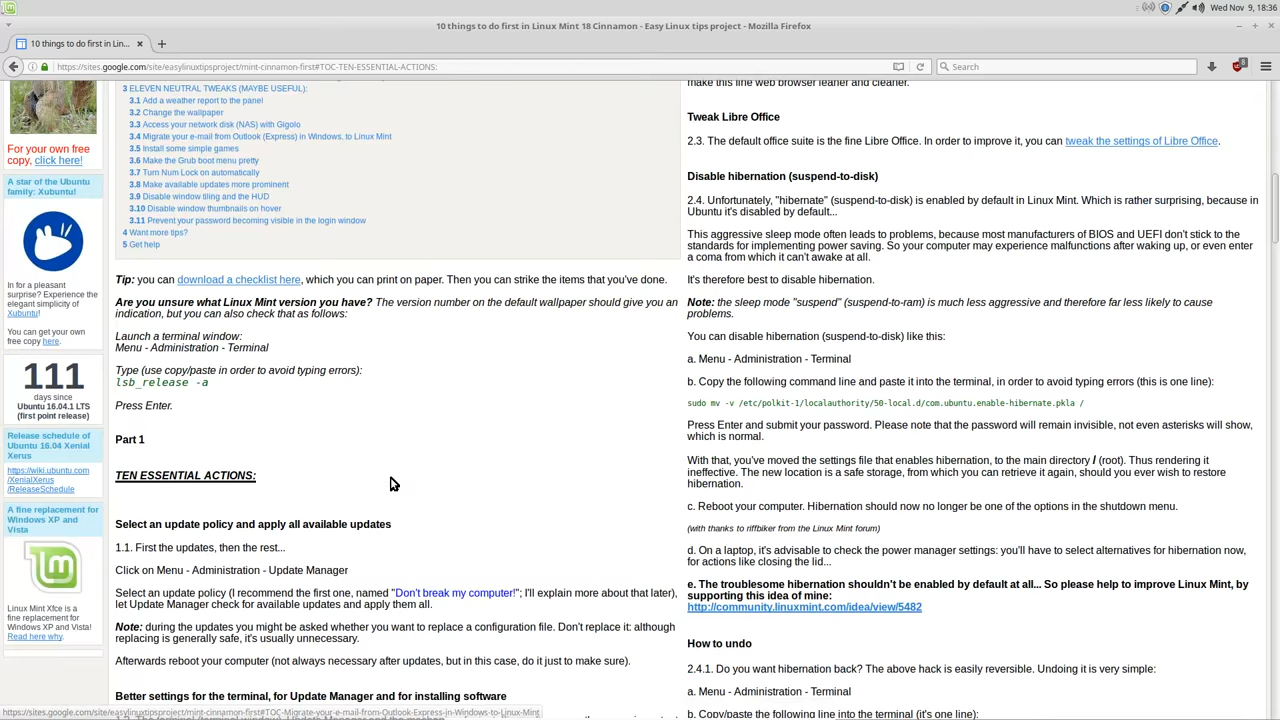 Wed Nov 9, 18:36
10 things to do first in Linux Mint 18 Cinnamon - Easy Linux tips project - Mozilla Firefox
10 things to do first in Lin...
https://sites.google.com/site/easylinuxtipsproject/mint-cinnamon-first#TOC-TEN-ESSENTIAL-ACTIONS:
Search
For your own free
copy, click here!
A star of the Ubuntu
family: Xubuntu!
In for a pleasant
surprise? Experience the
elegant simplicity of
Xubuntu!
You can get your own
free copy here.
111
days since
Ubuntu 16.04.1 LTS
(first point release)
Release schedule of
Ubuntu 16.04 Xenial
Xerus
https://wiki.ubuntu.com
/XenialXerus
/ReleaseSchedule
A fine replacement for
Windows XP and
Vista
Linux Mint Xfce is a
fine replacement for
Windows XP and Vista!
Read here why.
3 ELEVEN NEUTRAL TWEAKS (MAYBE USEFUL):
3.1 Add a weather report to the panel
3.2 Change the wallpaper
3.3 Access your network disk (NAS) with Gigolo
3.4 Migrate your e-mail from Outlook (Express) in Windows, to Linux Mint
3.5 Install some simple games
3.6 Make the Grub boot menu pretty
3.7 Turn Num Lock on automatically
3.8 Make available updates more prominent
3.9 Disable window tiling and the HUD
3.10 Disable window thumbnails on hover
3.11 Prevent your password becoming visible in the login window
4 Want more tips?
5 Get help
Tip: you can download a checklist here, which you can print on paper. Then you can strike the items that you've done.
Are you unsure what Linux Mint version you have? The version number on the default wallpaper should give you an
indication, but you can also check that as follows:
Launch a terminal window:
Menu - Administration - Terminal
Type (use copy/paste in order to avoid typing errors):
lsb_release -a
Press Enter.
Part 1
TEN ESSENTIAL ACTIONS:
Select an update policy and apply all available updates
1.1. First the updates, then the rest...
Click on Menu - Administration - Update Manager
Select an update policy (I recommend the first one, named "Don't break my computer!"; I'll explain more about that later),
let Update Manager check for available updates and apply them all.
Note: during the updates you might be asked whether you want to replace a configuration file. Don't replace it: although
replacing is generally safe, it's usually unnecessary.
Afterwards reboot your computer (not always necessary after updates, but in this case, do it just to make sure).
Better settings for the terminal, for Update Manager and for installing software
make this fine web browser leaner and cleaner.
Tweak Libre Office
2.3. The default office suite is the fine Libre Office. In order to improve it, you can tweak the settings of Libre Office.
Disable hibernation (suspend-to-disk)
2.4. Unfortunately, "hibernate" (suspend-to-disk) is enabled by default in Linux Mint. Which is rather surprising, because in
Ubuntu it's disabled by default...
This aggressive sleep mode often leads to problems, because most manufacturers of BIOS and UEFI don't stick to the
standards for implementing power saving. So your computer may experience malfunctions after waking up, or even enter
a coma from which it can't awake at all.
It's therefore best to disable hibernation.
Note: the sleep mode "suspend" (suspend-to-ram) is much less aggressive and therefore far less likely to cause
problems.
You can disable hibernation (suspend-to-disk) like this:
a. Menu - Administration - Terminal
b. Copy the following command line and paste it into the terminal, in order to avoid typing errors (this is one line):
sudo mv -v /etc/polkit-1/localauthority/50-local.d/com.ubuntu.enable-hibernate.pkla /
Press Enter and submit your password. Please note that the password will remain invisible, not even asterisks will show,
which is normal.
With that, you've moved the settings file that enables hibernation, to the main directory / (root). Thus rendering it
ineffective. The new location is a safe storage, from which you can retrieve it again, should you ever wish to restore
hibernation.
c. Reboot your computer. Hibernation should now no longer be one of the options in the shutdown menu.
(with thanks to riffbiker from the Linux Mint forum)
d. On a laptop, it's advisable to check the power manager settings: you'll have to select alternatives for hibernation now,
for actions like closing the lid...
e. The troublesome hibernation shouldn't be enabled by default at all... So please help to improve Linux Mint, by
supporting this idea of mine:
http://community.linuxmint.com/idea/view/5482
How to undo
2.4.1. Do you want hibernation back? The above hack is easily reversible. Undoing it is very simple:
a. Menu - Administration - Terminal
b. Copy/paste the following line into the terminal (it's one line):
https://sites.google.com/site/easylinuxtipsproject/mint-cinnamon-first#TOC-Migrate-your-e-mail-from-Outlook-Express-in-Windows-to-Linux-Mint